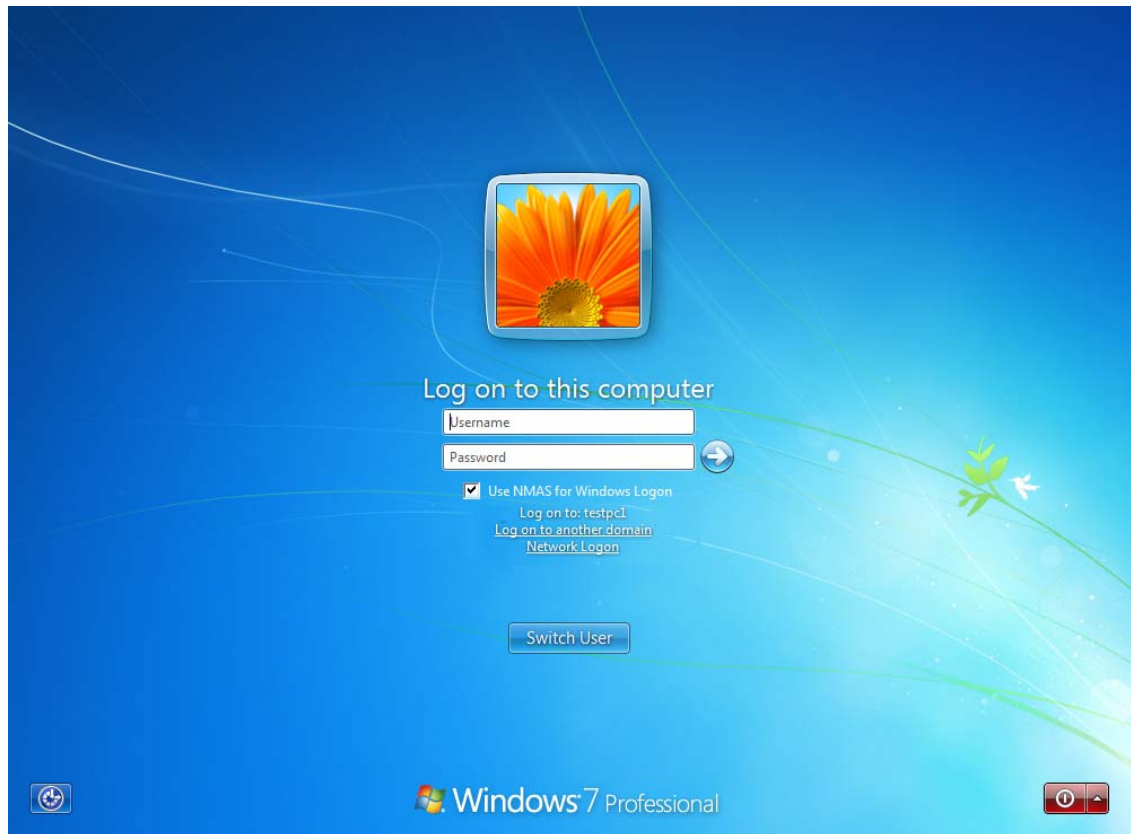 Log on to this computer
Username
Password
Use NMAS for Windows Logon
Log on to: testpc1
Log on to another domain
Network Logon
Switch User
Windows 7 Professional